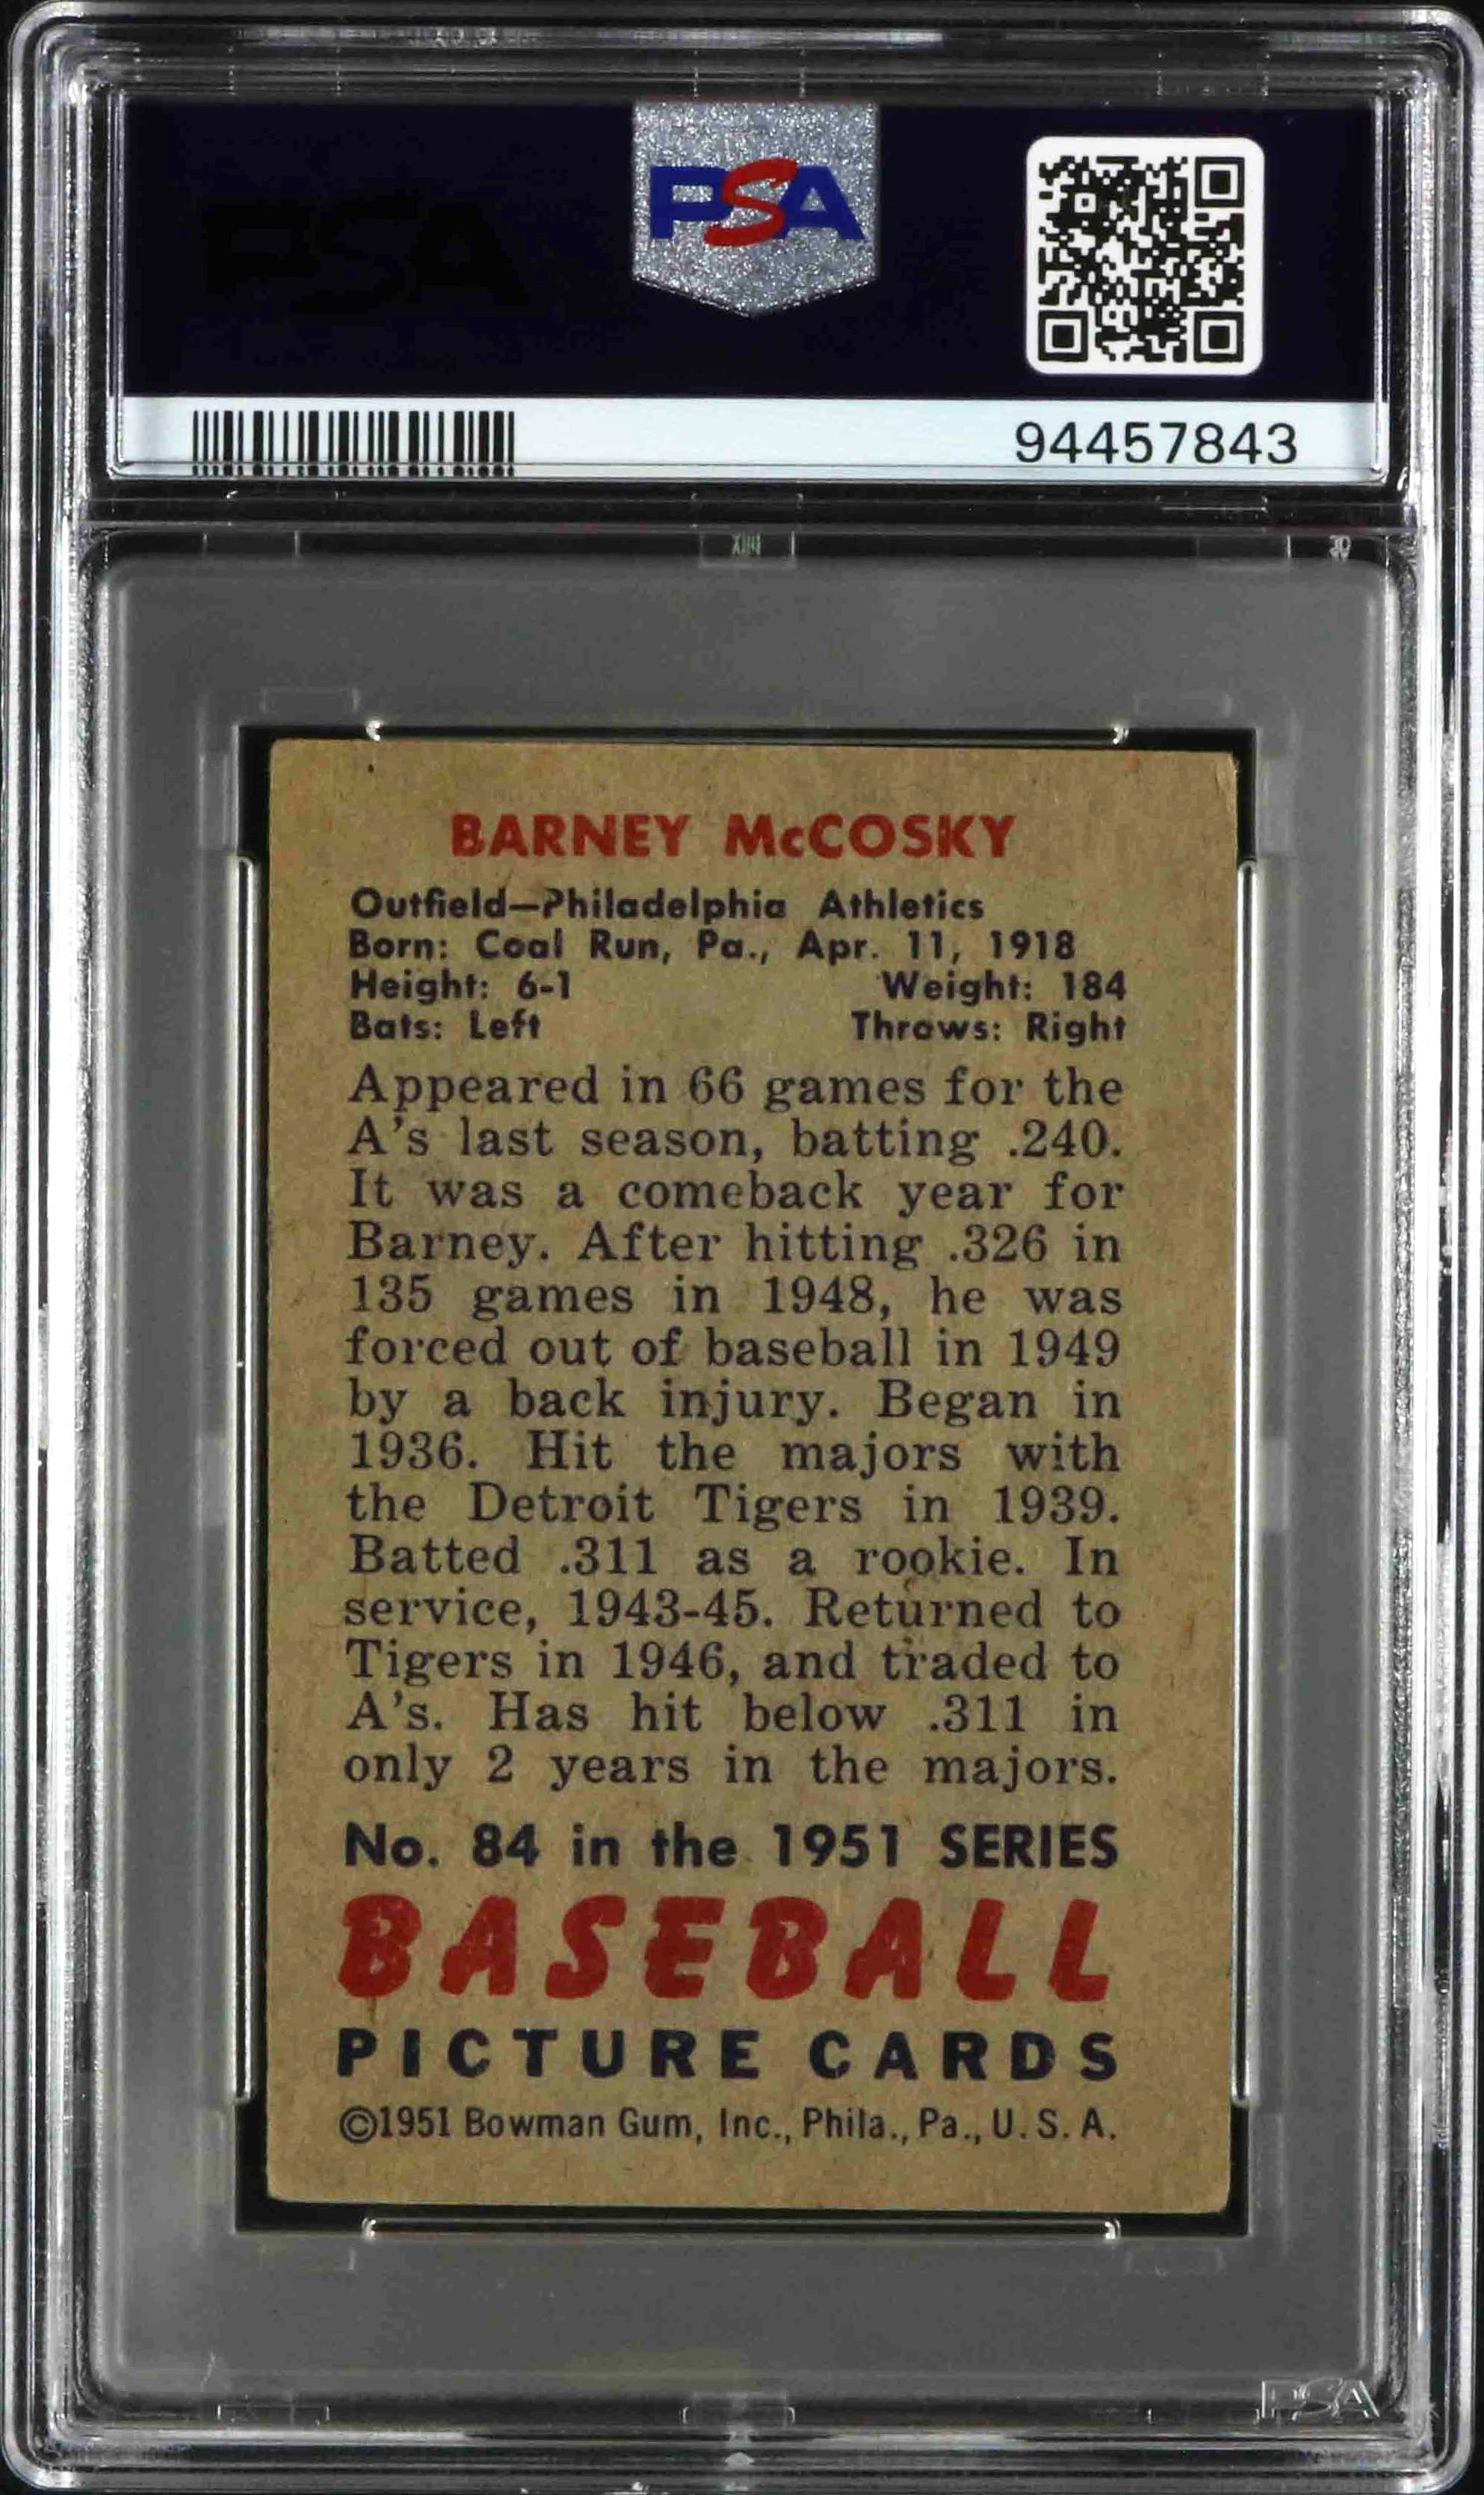 PSA
PSA
94457843
BARNEY McCOSKY
Outfield—Philadelphia Athletics
Born: Coal Run, Pa., Apr. 11, 1918
Height: 6-1 Weight: 184
Bats: Left Throws: Right
Appeared in 66 games for the
A's last season, batting .240.
It was a comeback year for
Barney. After hitting .326 in
135 games in 1948, he was
forced out of baseball in 1949
by a back injury. Began in
1936. Hit the majors with
the Detroit Tigers in 1939.
Batted .311 as a rookie. In
service, 1943-45. Returned to
Tigers in 1946, and traded to
A's. Has hit below .311 in
only 2 years in the majors.
No. 84 in the 1951 SERIES
BASEBALL
PICTURE CARDS
©1951 Bowman Gum, Inc., Phila., Pa., U. S. A.
PSA